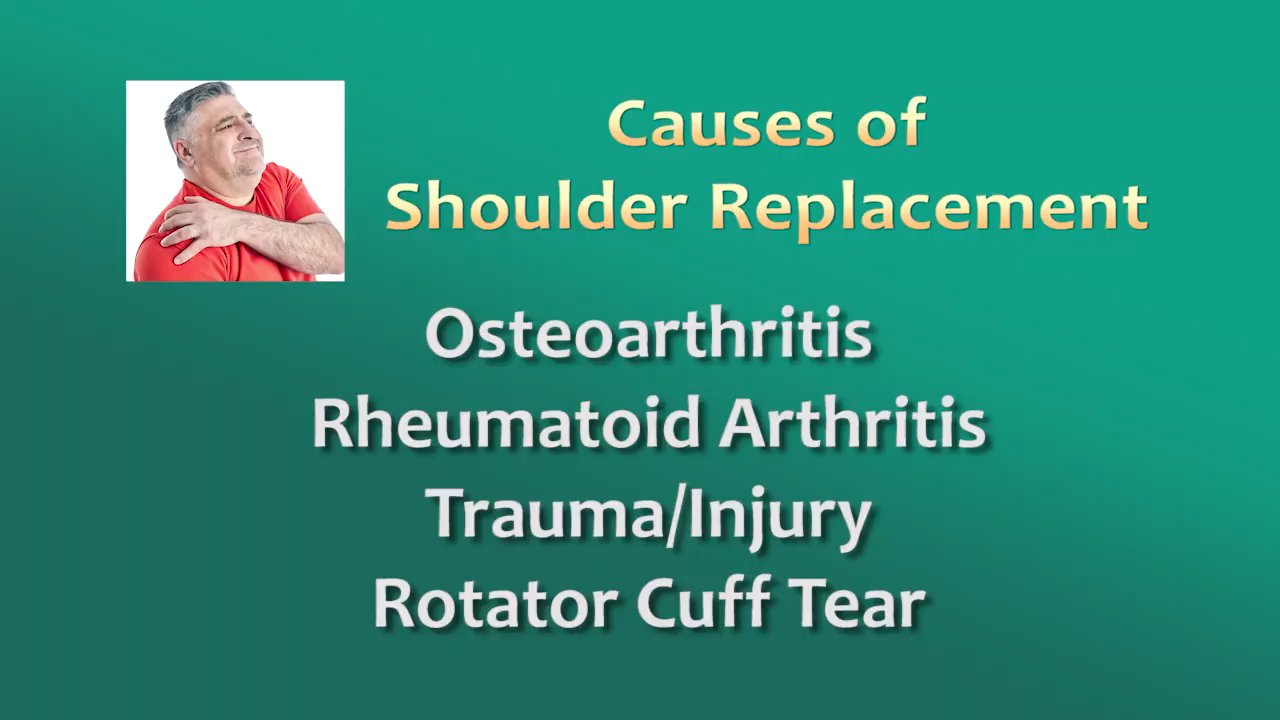 Causes of
Shoulder Replacement
Osteoarthritis
Rheumatoid Arthritis
Trauma/Injury
Rotator Cuff Tear